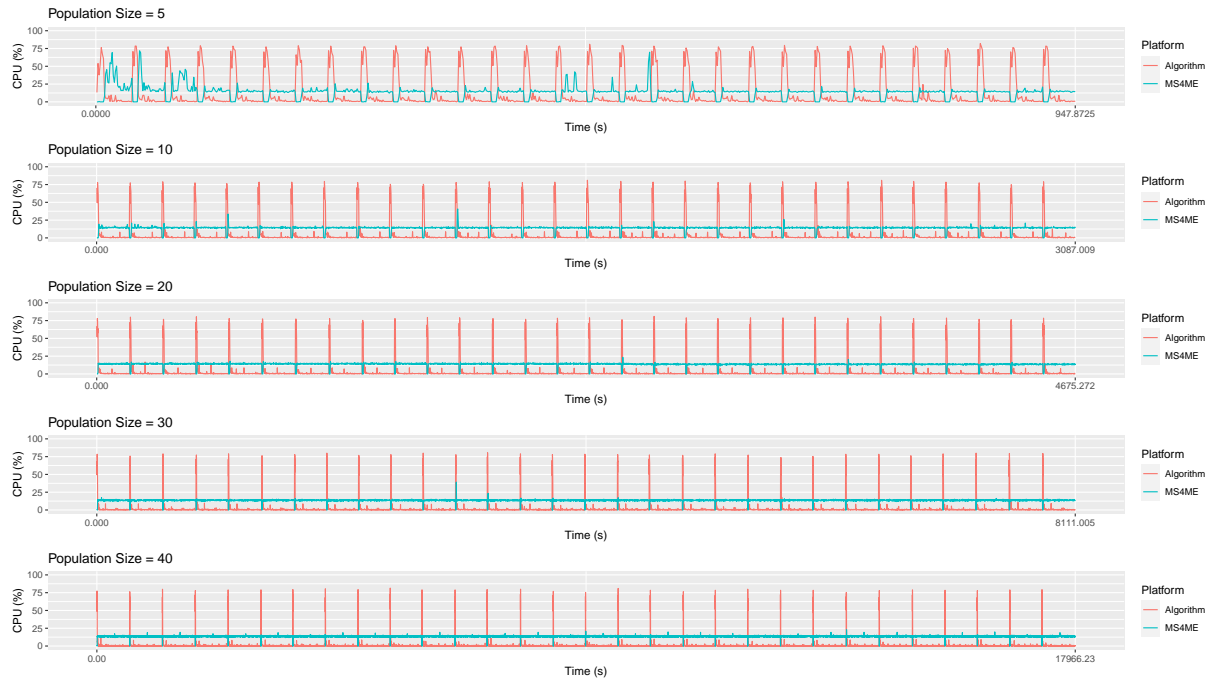 Population Size = 5
100
75
50
25
0
CPU (%)
0.0000
947.8725
Time (s)
Platform
Algorithm
MS4ME
Population Size = 10
100
75
50
25
0
CPU (%)
0.000
3087.009
Time (s)
Platform
Algorithm
MS4ME
Population Size = 20
100
75
50
25
0
CPU (%)
0.000
4675.272
Time (s)
Platform
Algorithm
MS4ME
Population Size = 30
100
75
50
25
0
CPU (%)
0.000
8111.005
Time (s)
Platform
Algorithm
MS4ME
Population Size = 40
100
75
50
25
0
CPU (%)
0.00
17966.23
Time (s)
Platform
Algorithm
MS4ME